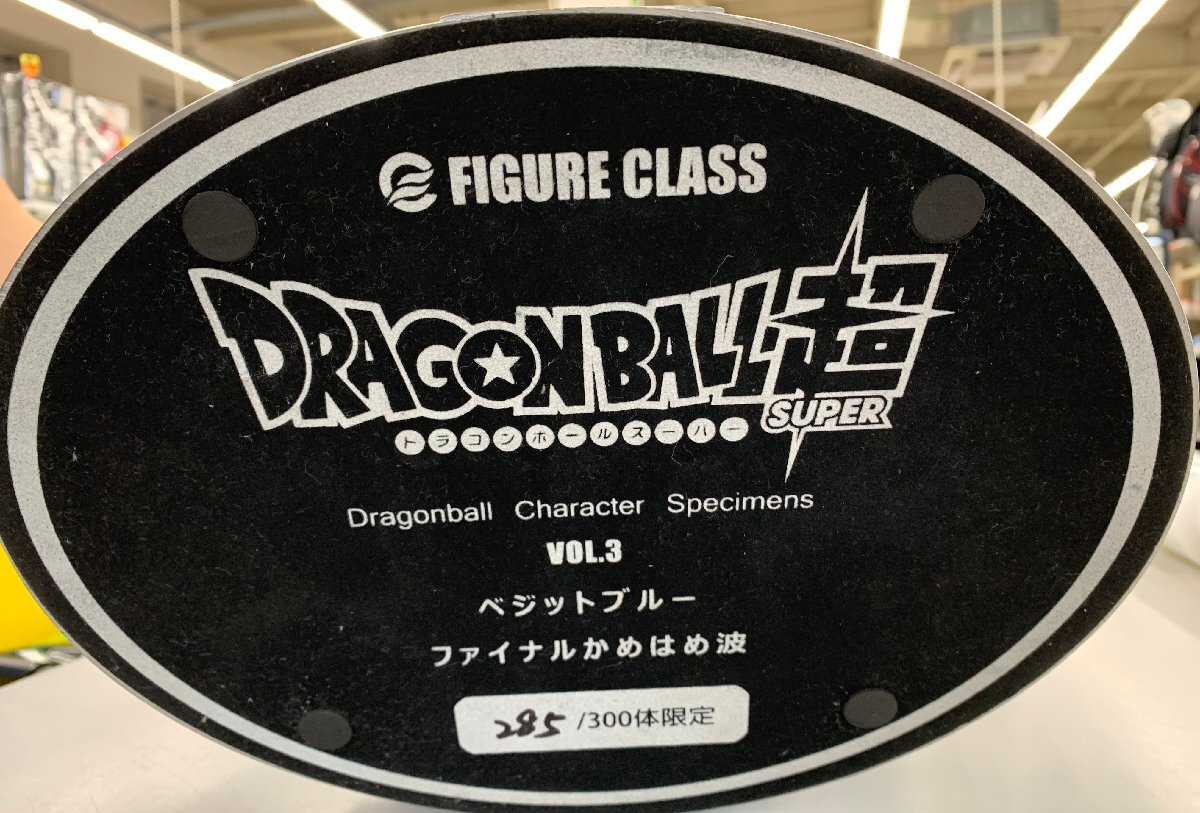 FIGURE CLASS
DRAGONBALL超
SUPER
ドラゴンボールスーパー
Dragonball Character Specimens
VOL.3
ベジットブルー
ファイナルかめはめ波
285/300体限定